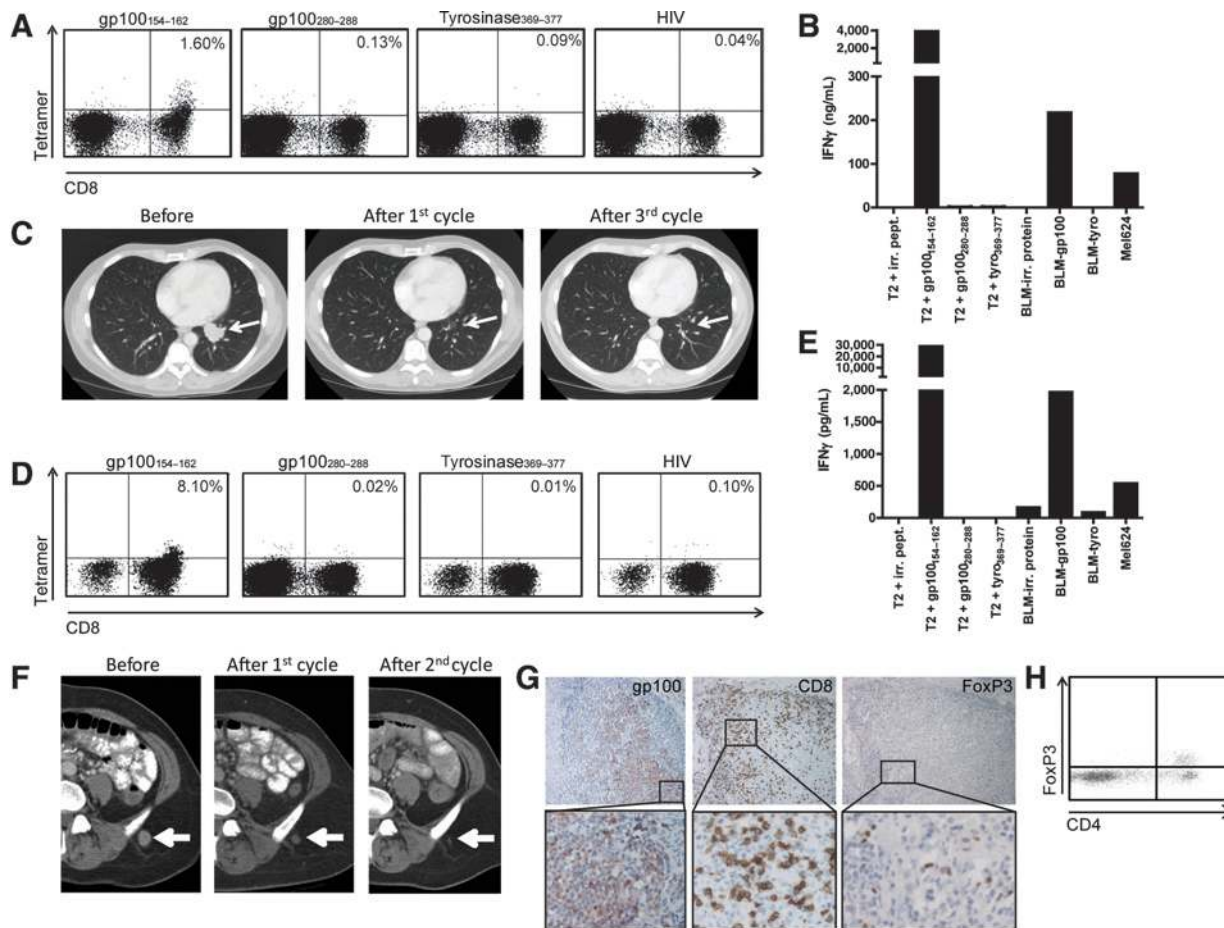 A
gp100154–162 gp100280–288 Tyrosinase369–377 HIV
1.60% 0.13% 0.09% 0.04%
Tetramer
CD8
B
4,000
2,000
300
200
100
0
IFNγ (ng/mL)
T2 + irr. pept.
T2 + gp100154–162
T2 + gp100280–288
T2 + tyro369–377
BLM-irr. protein
BLM-gp100
BLM-tyro
Mel624
C
Before After 1st cycle After 3rd cycle
D
gp100154–162 gp100280–288 Tyrosinase369–377 HIV
8.10% 0.02% 0.01% 0.10%
Tetramer
CD8
E
30,000
20,000
10,000
2,000
1,500
1,000
500
0
IFNγ (pg/mL)
T2 + irr. pept.
T2 + gp100154–162
T2 + gp100280–288
T2 + tyro369–377
BLM-irr. protein
BLM-gp100
BLM-tyro
Mel624
F
Before After 1st cycle After 2nd cycle
G
gp100 CD8 FoxP3
H
FoxP3
CD4